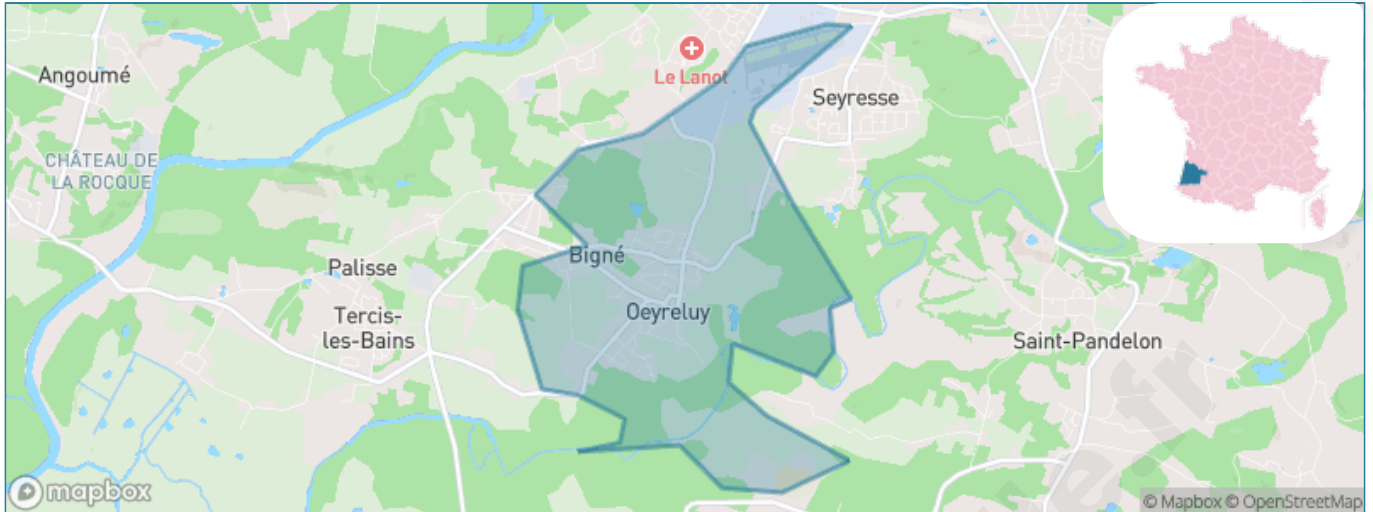 Le Lanot
Angoumé
Seyresse
CHÂTEAU DE
LA ROCQUE
Bigné
Palisse
Oeyreluy
Tercis-
les-Bains
Saint-Pandelon
mapbox
© Mapbox © OpenStreetMap